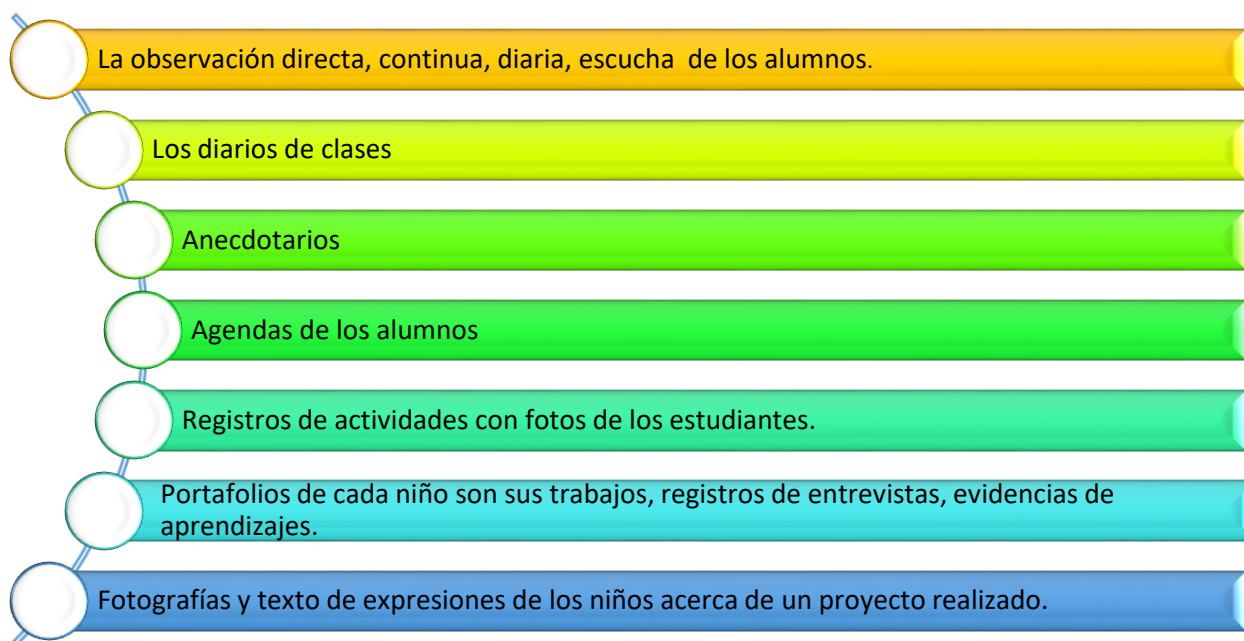 La observación directa, continua, diaria, escucha  de los alumnos.
Los diarios de clases
Anecdotarios
Agendas de los alumnos
Registros de actividades con fotos de los estudiantes.
Portafolios de cada niño son sus trabajos, registros de entrevistas, evidencias de
aprendizajes.
Fotografías y texto de expresiones de los niños acerca de un proyecto realizado.